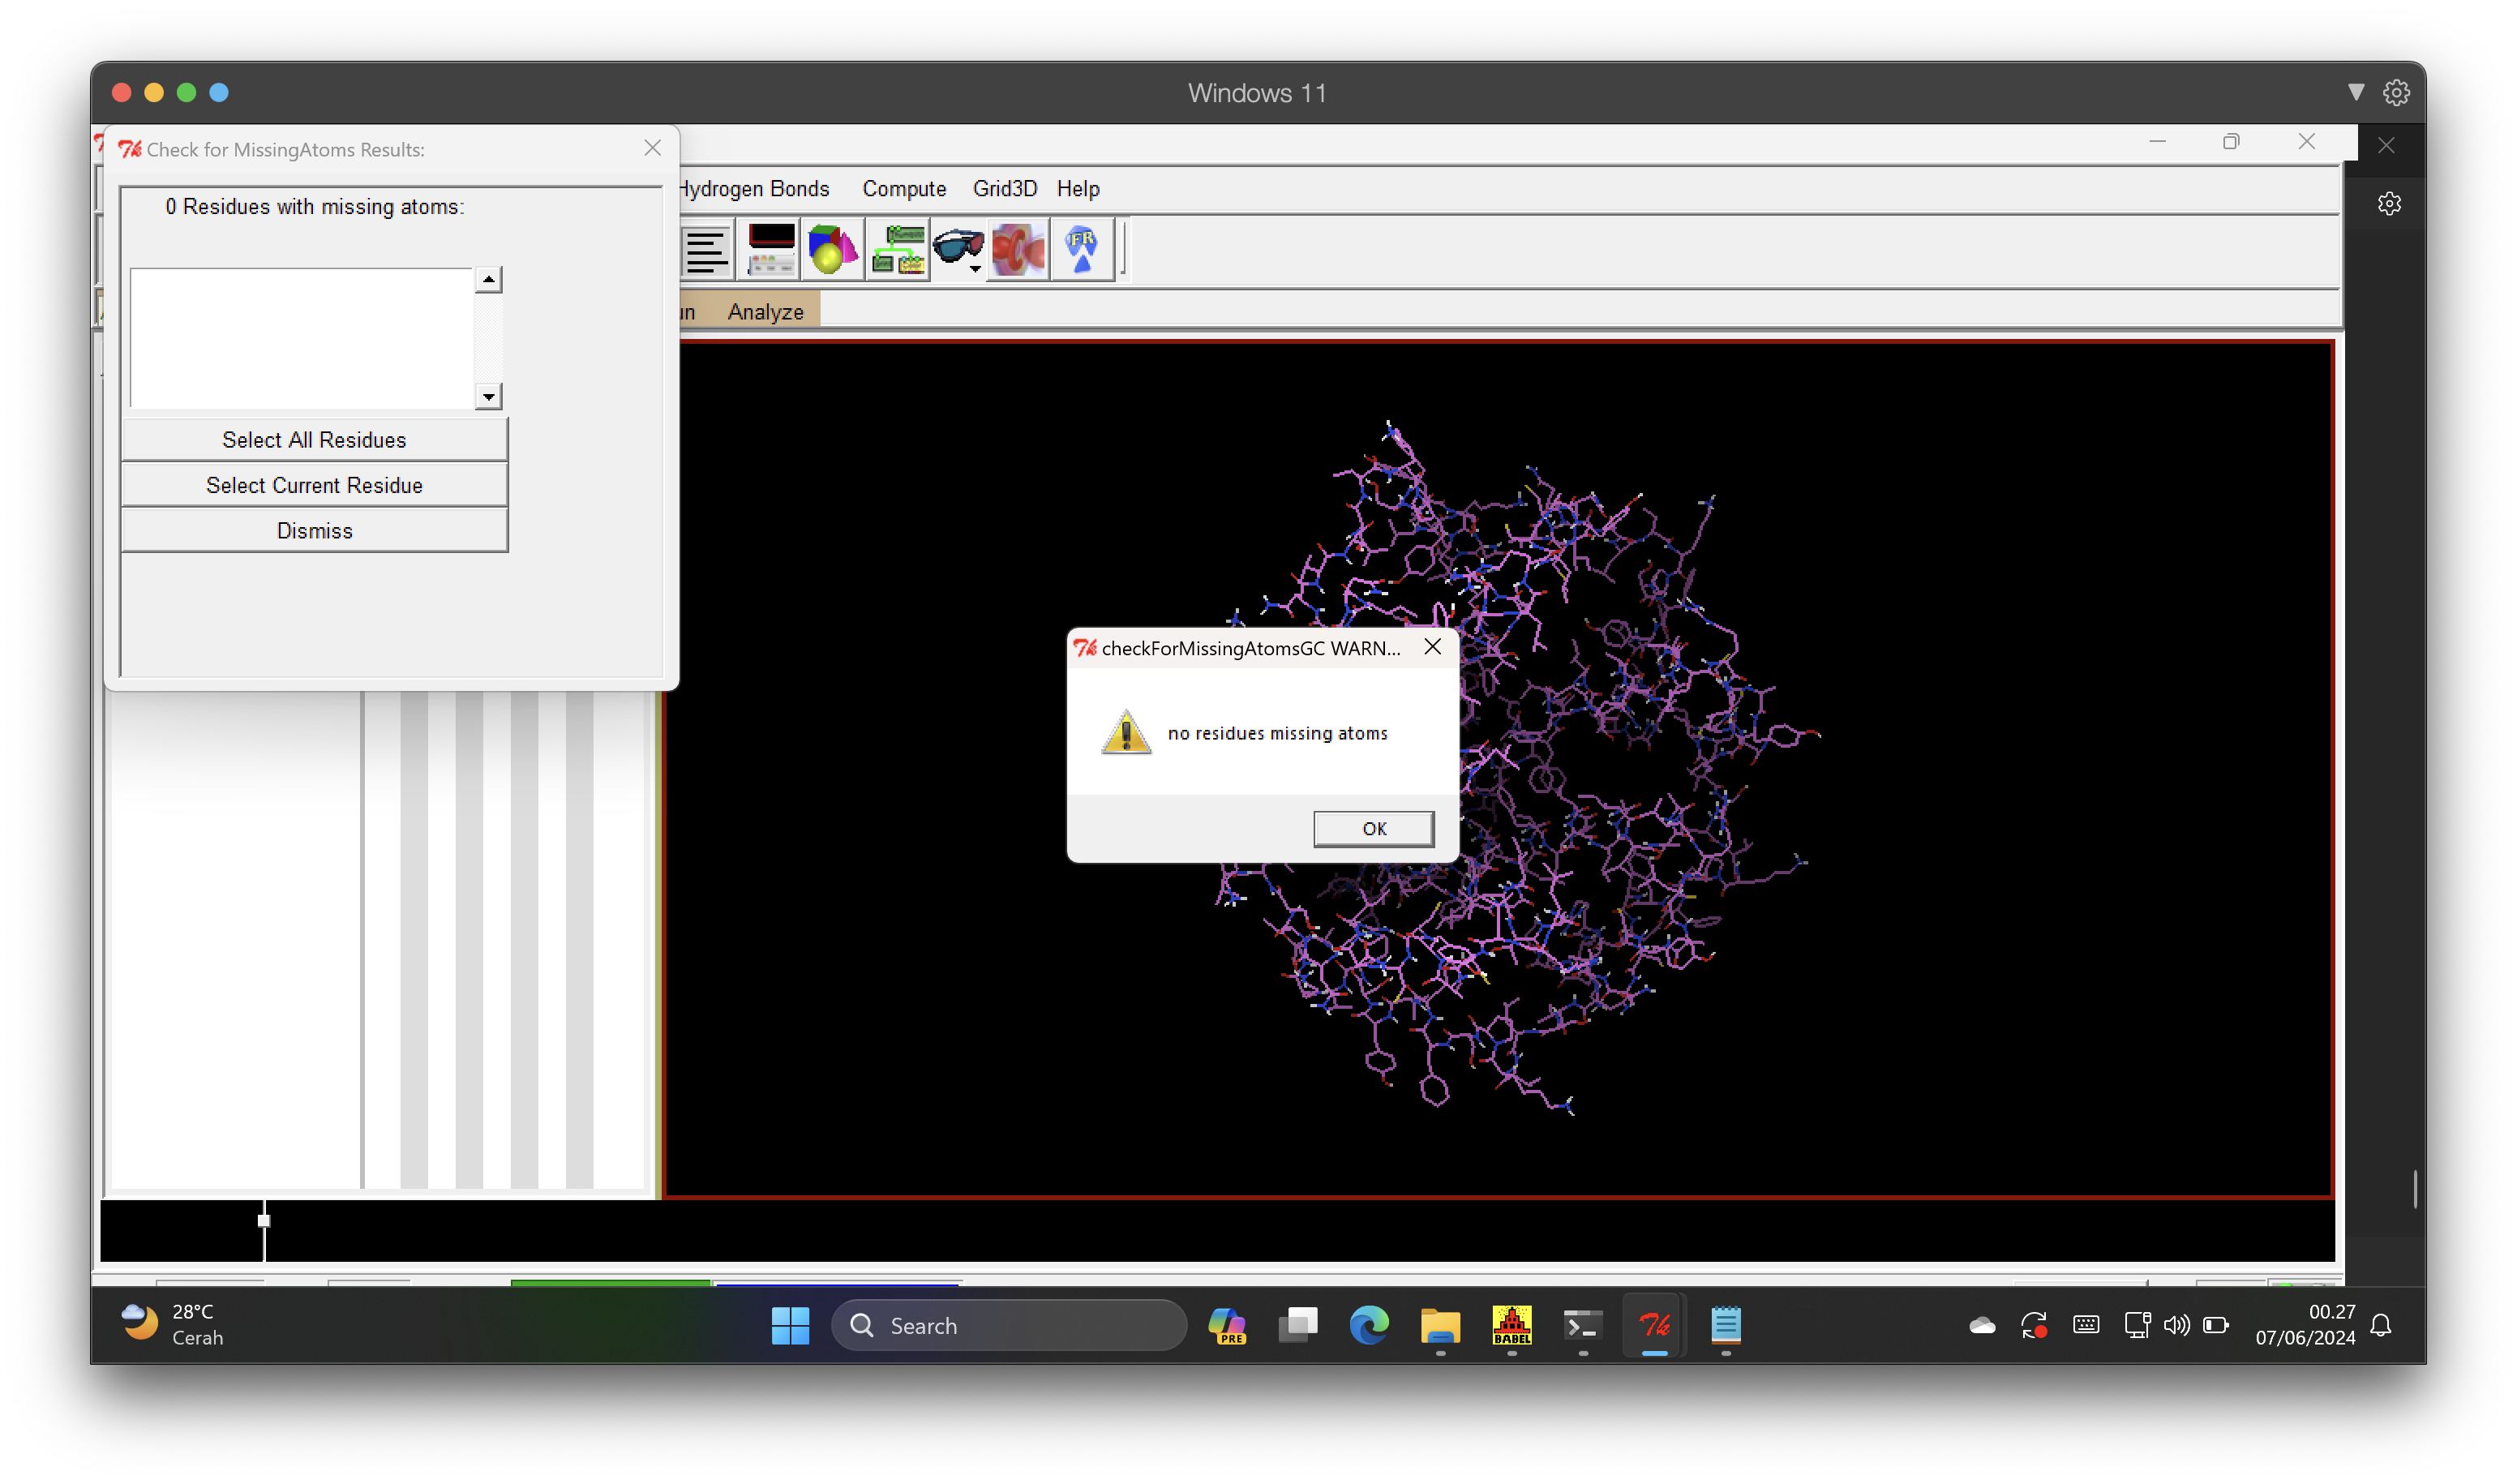 Windows 11
Check for MissingAtoms Results:
0 Residues with missing atoms:
Select All Residues
Select Current Residue
Dismiss
Hydrogen Bonds Compute Grid3D Help
FR
Analyze
checkForMissingAtomsGC WARN...
no residues missing atoms
OK
28°C
Cerah
Search
PRE
BABEL
00.27
07/06/2024